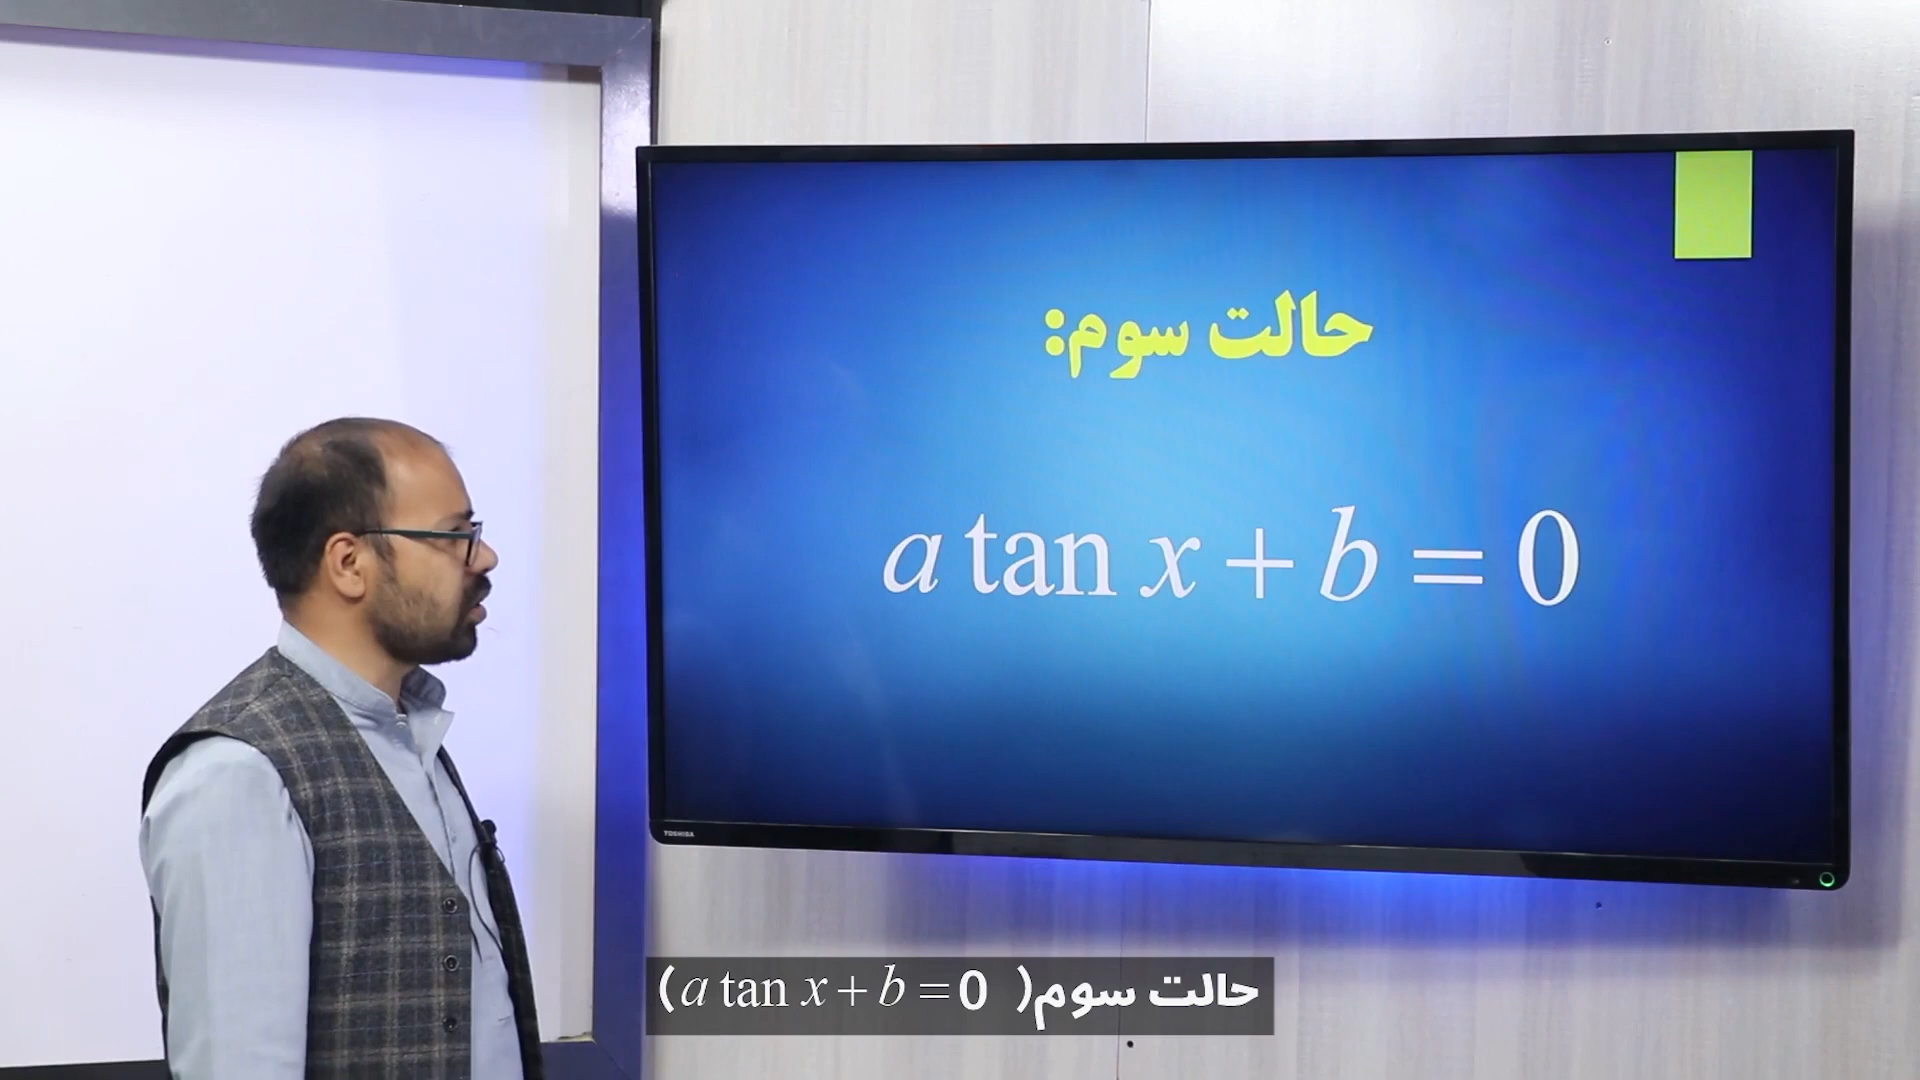 حالت سوم:
a tan x + b = 0
TOSHIBA
حالت سوم( a tan x + b = 0)